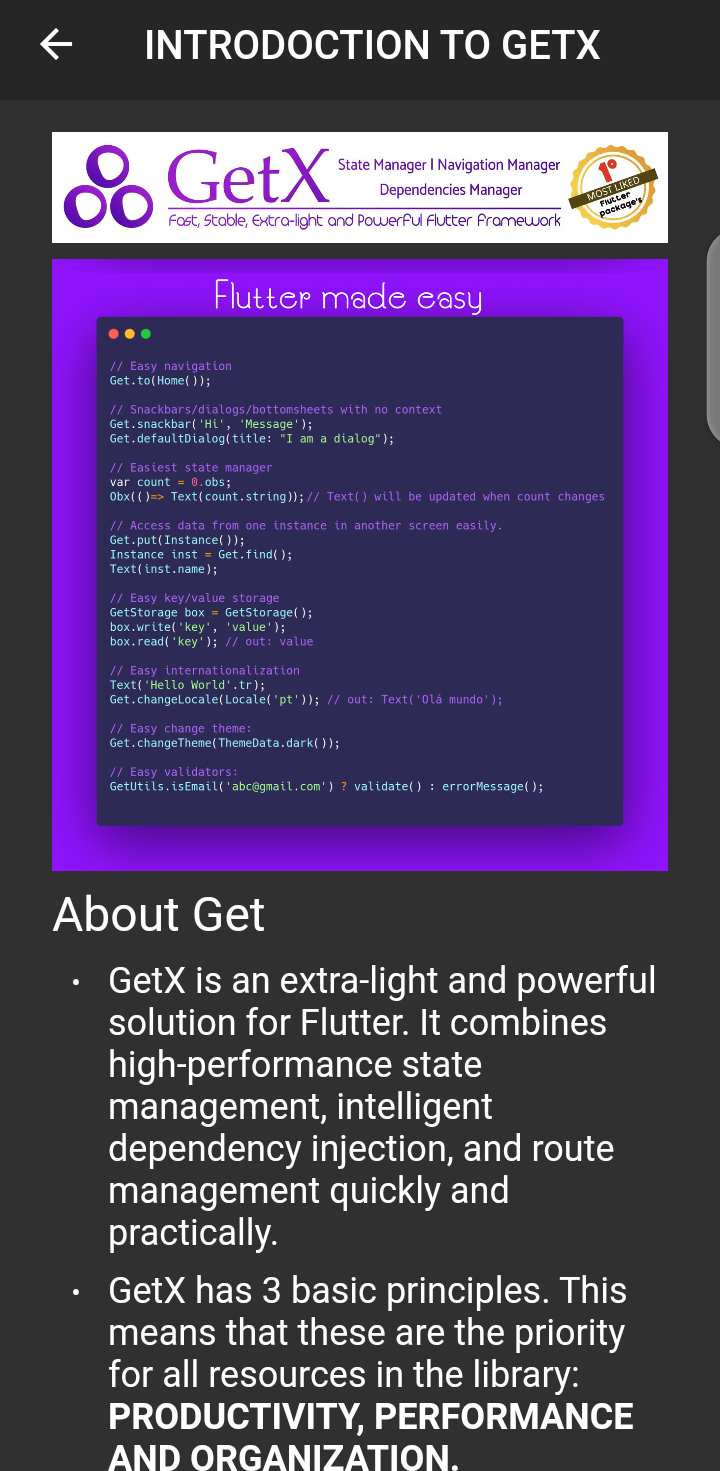 INTRODOCTION TO GETX
GetX
State Manager | Navigation Manager
Dependencies Manager
Fast, Stable, Extra-light and Powerful Flutter Framework
1º
MOST LIKED
Flutter
package's
Flutter made easy
// Easy navigation
Get.to(Home());
// Snackbars/dialogs/bottomsheets with no context
Get.snackbar('Hi', 'Message');
Get.defaultDialog(title: "I am a dialog");
// Easiest state manager
var count = 0.obs;
Obx(()=> Text(count.string));// Text() will be updated when count changes
// Access data from one instance in another screen easily.
Get.put(Instance());
Instance inst = Get.find();
Text(inst.name);
// Easy key/value storage
GetStorage box = GetStorage();
box.write('key', 'value');
box.read('key'); // out: value
// Easy internationalization
Text('Hello World'.tr);
Get.changeLocale(Locale('pt')); // out: Text('Olá mundo');
// Easy change theme:
Get.changeTheme(ThemeData.dark());
// Easy validators:
GetUtils.isEmail('abc@gmail.com') ? validate() : errorMessage();
About Get
• GetX is an extra-light and powerful
solution for Flutter. It combines
high-performance state
management, intelligent
dependency injection, and route
management quickly and
practically.
• GetX has 3 basic principles. This
means that these are the priority
for all resources in the library:
PRODUCTIVITY, PERFORMANCE
AND ORGANIZATION.